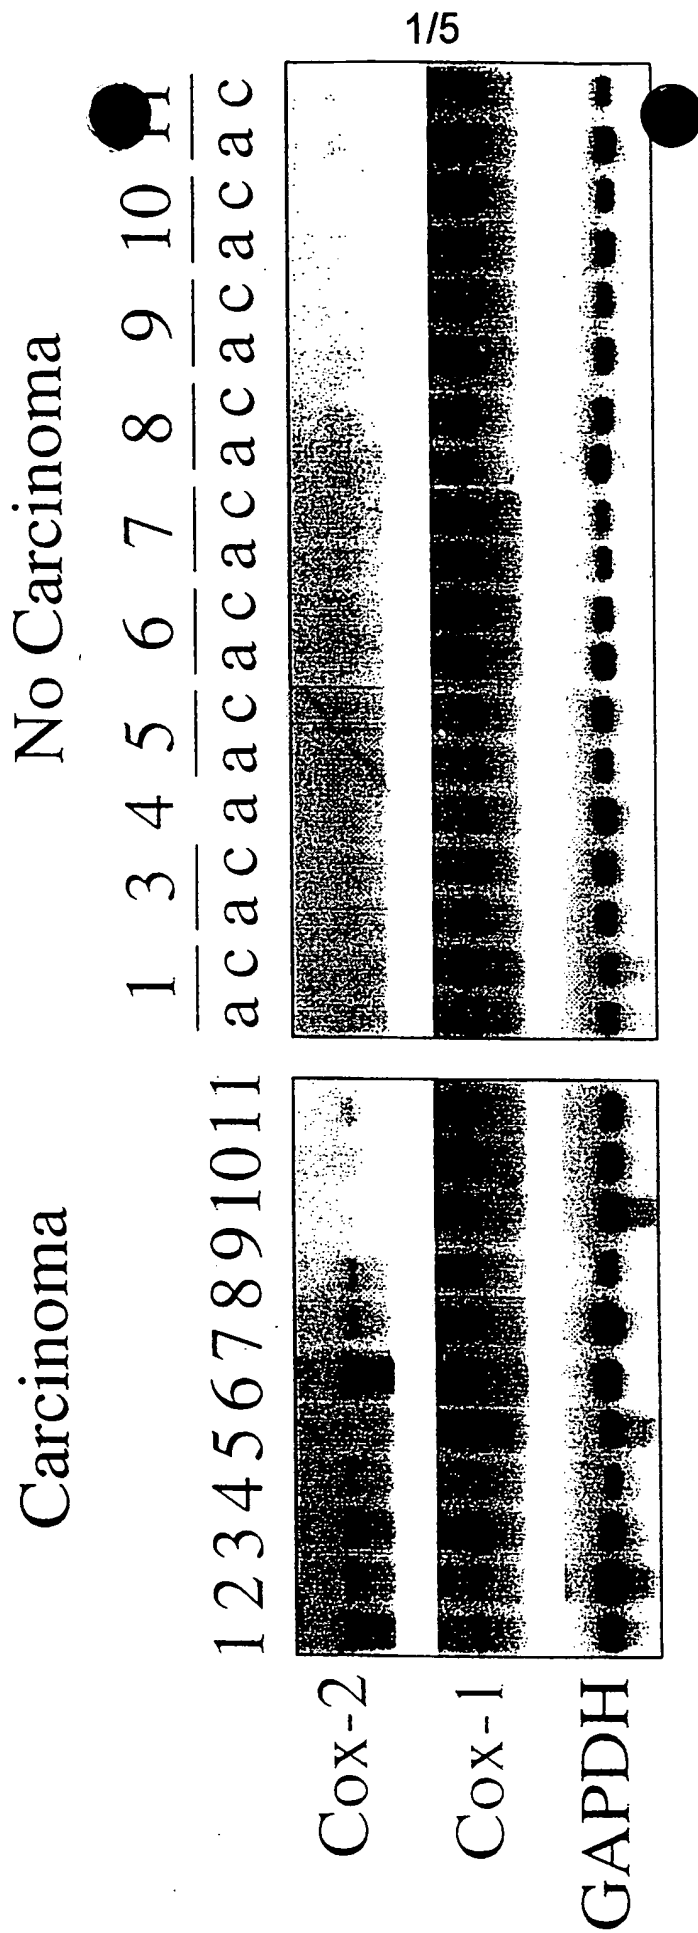 1/5
Carcinoma
No Carcinoma
1 3 4 5 6 7 8 9 10 11
1 2 3 4 5 6 7 8 9 10 11
a c a c a a c a c a c a c a c a c a c
Cox-2
Cox-1
GAPDH